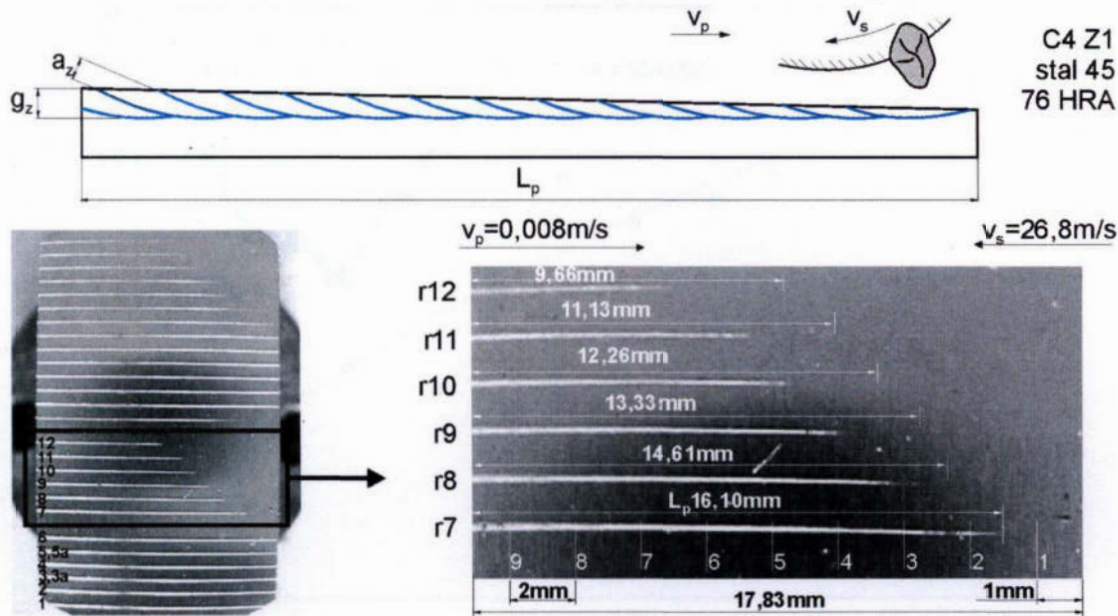 v_p
v_s
C4 Z1
stal 45
76 HRA
a_zf
g_z
L_p
v_p=0,008m/s
v_s=26,8m/s
r12
9,66mm
11,13mm
r11
12,26mm
r10
13,33mm
r9
14,61mm
r8
L_p16,10mm
r7
9 8 7 6 5 4 3 2 1
2mm
1mm
17,83mm
12
11
10
9
8
7
6
5,5a
2
1